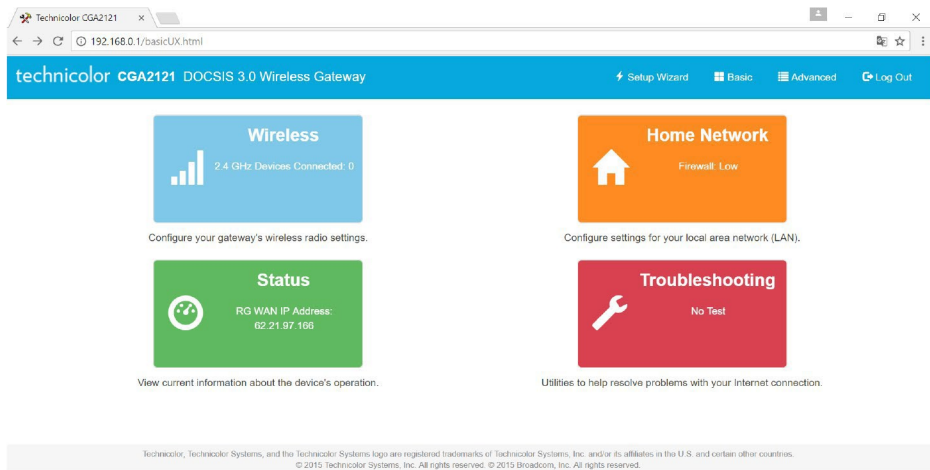 Technicolor CGA2121
192.168.0.1/basicUX.html
technicolor CGA2121 DOCSIS 3.0 Wireless Gateway
Setup Wizard
Basic
Advanced
Log Out
Wireless
2.4 GHz Devices Connected: 0
Configure your gateway's wireless radio settings.
Home Network
Firewall: Low
Configure settings for your local area network (LAN).
Status
RG WAN IP Address:
62.21.97.166
View current information about the device's operation.
Troubleshooting
No Test
Utilities to help resolve problems with your Internet connection.
Technicolor, Technicolor Systems, and the Technicolor Systems logo are registered trademarks of Technicolor Systems, Inc. and/or its affiliates in the U.S. and certain other countries.
© 2015 Technicolor Systems, Inc. All rights reserved. © 2015 Broadcom, Inc. All rights reserved.